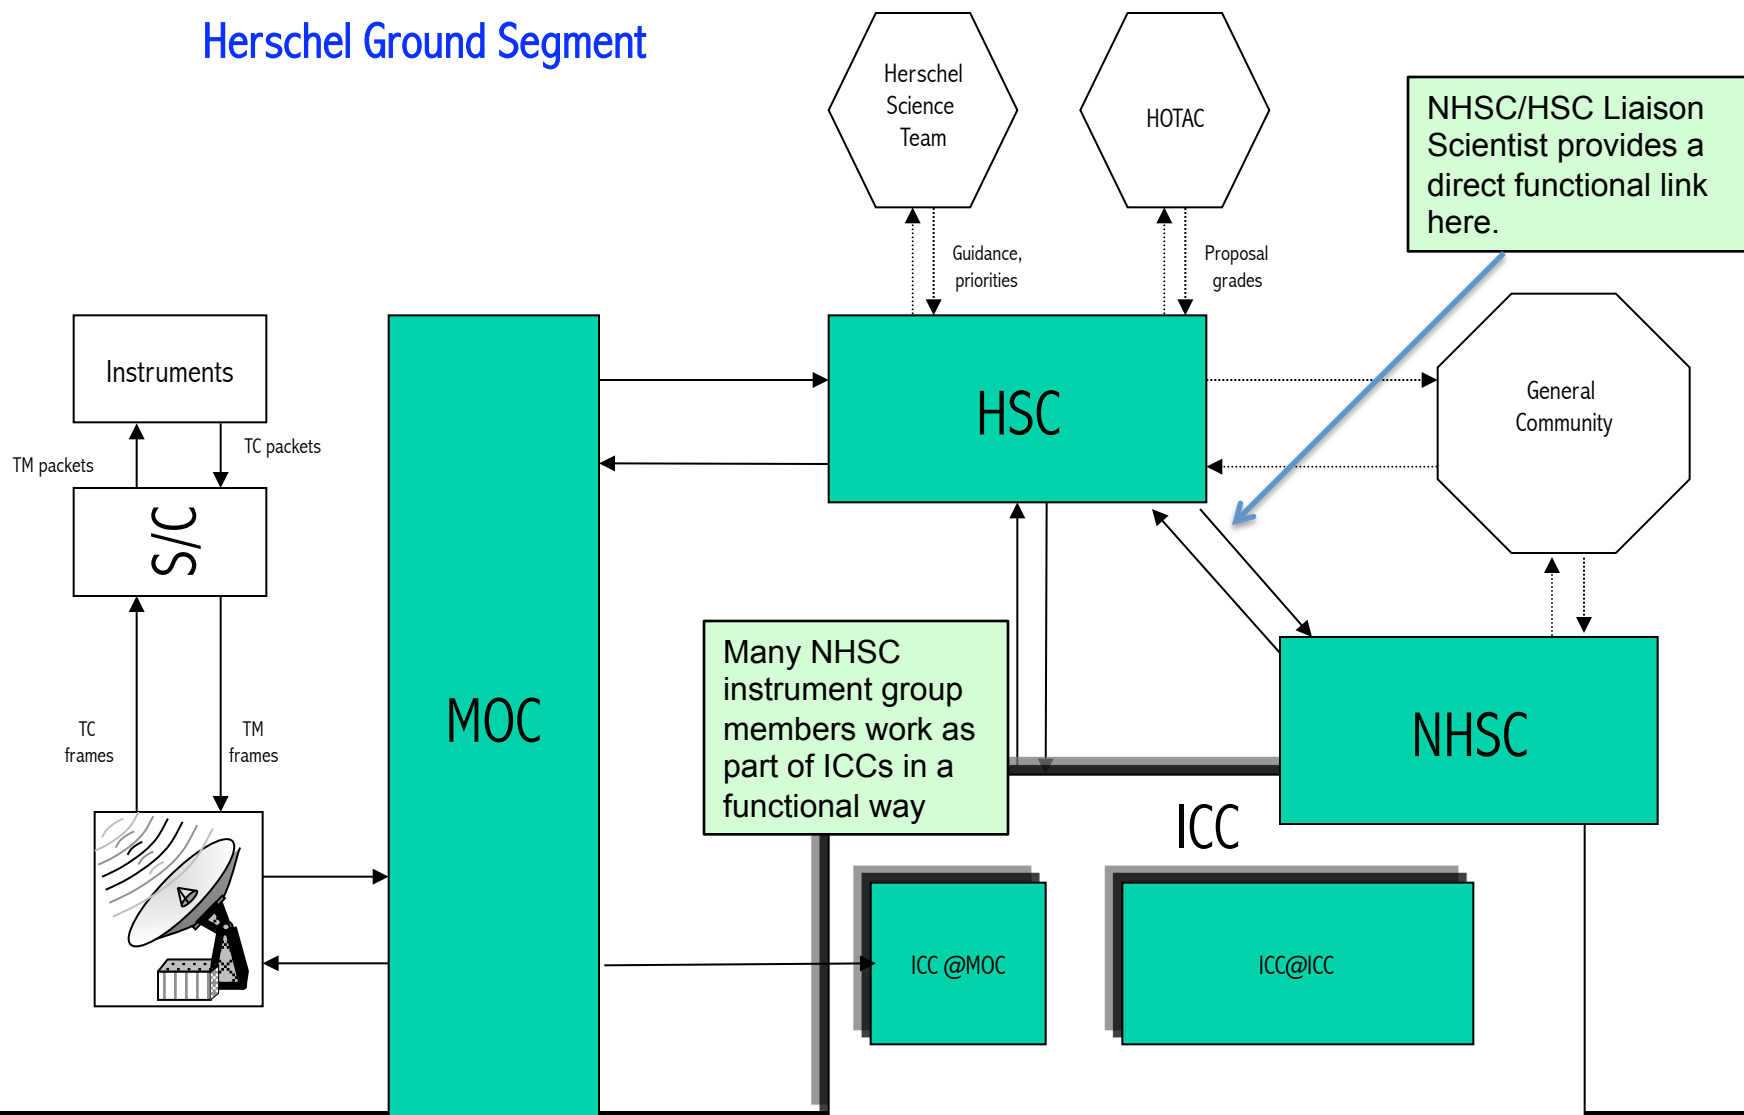 Herschel Ground Segment
Herschel
Science
Team
HOTAC
NHSC/HSC Liaison
Scientist provides a
direct functional link
here.
Guidance,
priorities
Proposal
grades
Instruments
TM packets
TC packets
S/C
HSC
General
Community
MOC
Many NHSC
instrument group
members work as
part of ICCs in a
functional way
NHSC
TC
frames
TM
frames
ICC
ICC @MOC
ICC@ICC